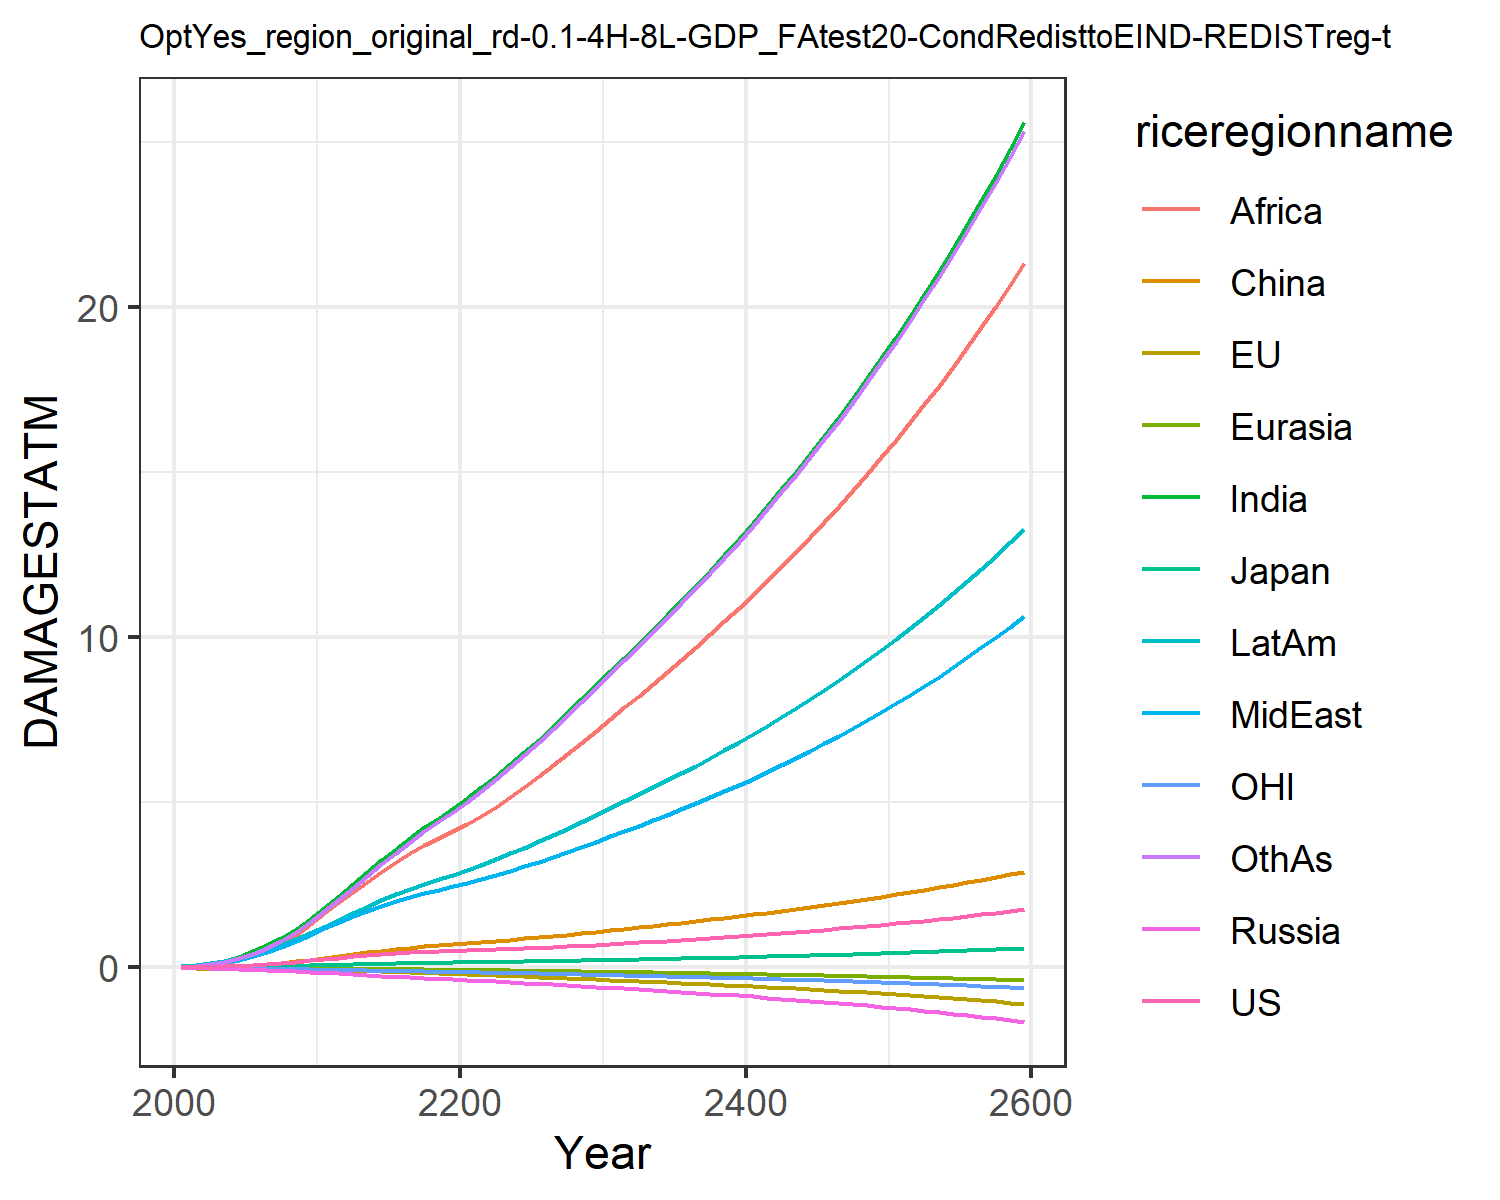 OptYes_region_original_rd-0.1-4H-8L-GDP_FAtest20-CondRedisttoEIND-REDISTreg-t
DAMAGESTATM
20
10
0
2000 2200 2400 2600
Year
riceregionname
Africa
China
EU
Eurasia
India
Japan
LatAm
MidEast
OHI
OthAs
Russia
US